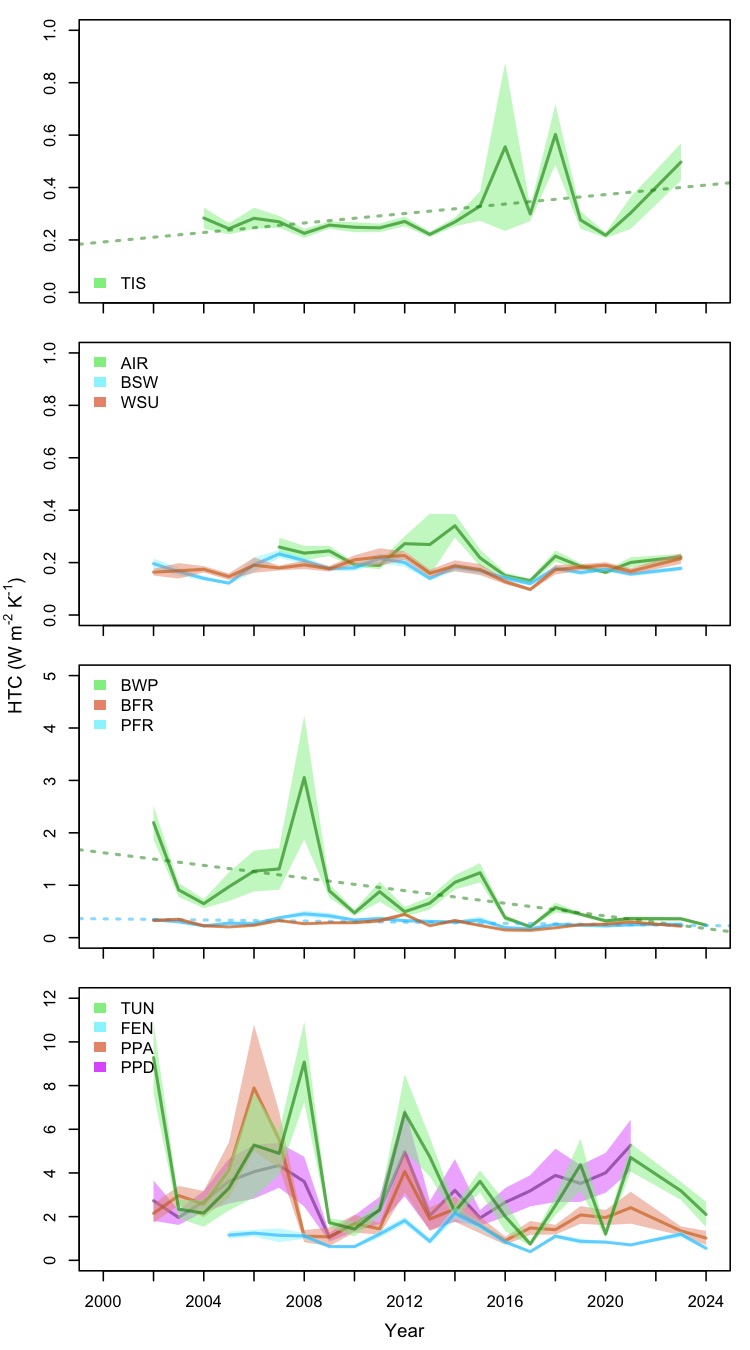 0.0 0.2 0.4 0.6 0.8 1.0
TIS
0.0 0.2 0.4 0.6 0.8 1.0
AIR
BSW
WSU
HTC (W m⁻² K⁻¹)
0 1 2 3 4 5
BWP
BFR
PFR
0 2 4 6 8 10 12
TUN
FEN
PPA
PPD
2000 2004 2008 2012 2016 2020 2024
Year